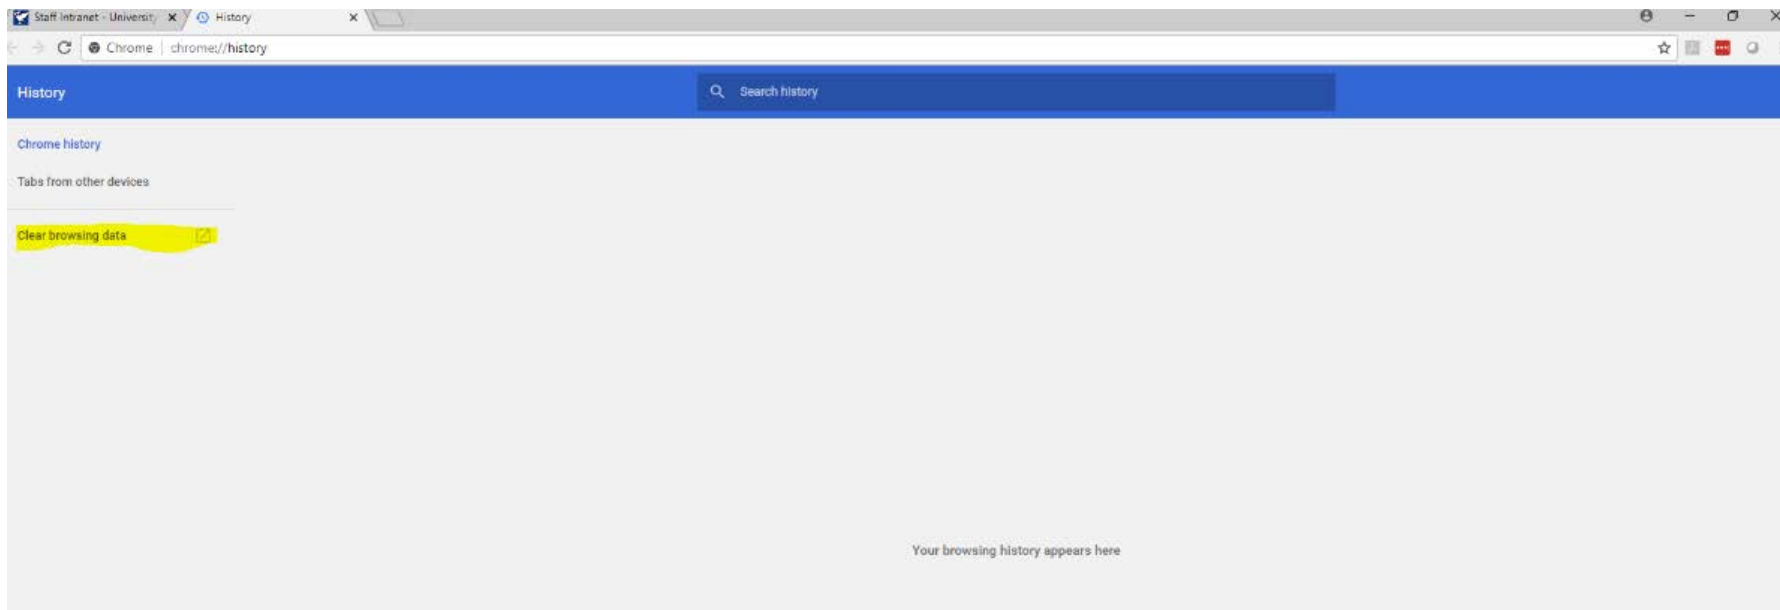 Staff Intranet - University
History
Chrome | chrome://history
History
Search history
Chrome history
Tabs from other devices
Clear browsing data
Your browsing history appears here